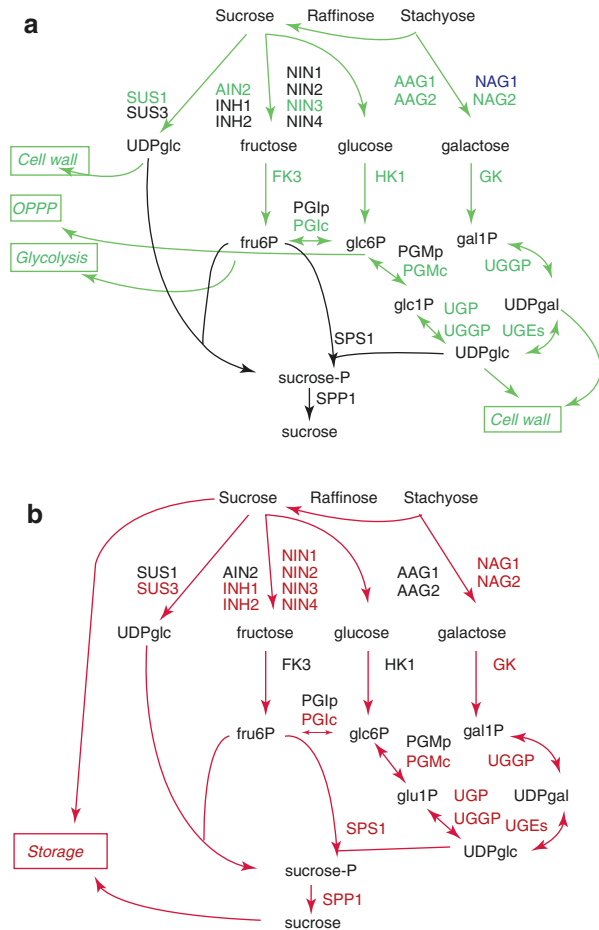 a
Sucrose Raffinose Stachyose
SUS1
SUS3
AIN2
INH1
INH2
NIN1
NIN2
NIN3
NIN4
AAG1
AAG2
NAG1
NAG2
UDPglc fructose glucose galactose
Cell wall
OPPP
Glycolysis
FK3 HK1 GK
PGIp
PGIc
fru6P glc6P gal1P
PGMp
PGMc
UGGP
glc1P UGP UDPgal
UGGP UGEs
UDPglc
SPS1
sucrose-P
SPP1
sucrose
Cell wall
b
Sucrose Raffinose Stachyose
SUS1
SUS3
AIN2
INH1
INH2
NIN1
NIN2
NIN3
NIN4
AAG1
AAG2
NAG1
NAG2
UDPglc fructose glucose galactose
FK3 HK1 GK
PGIp
PGIc
fru6P glc6P gal1P
PGMp
PGMc
UGGP
glu1P UGP UDPgal
UGGP UGEs
UDPglc
SPS1
Storage
sucrose-P
SPP1
sucrose